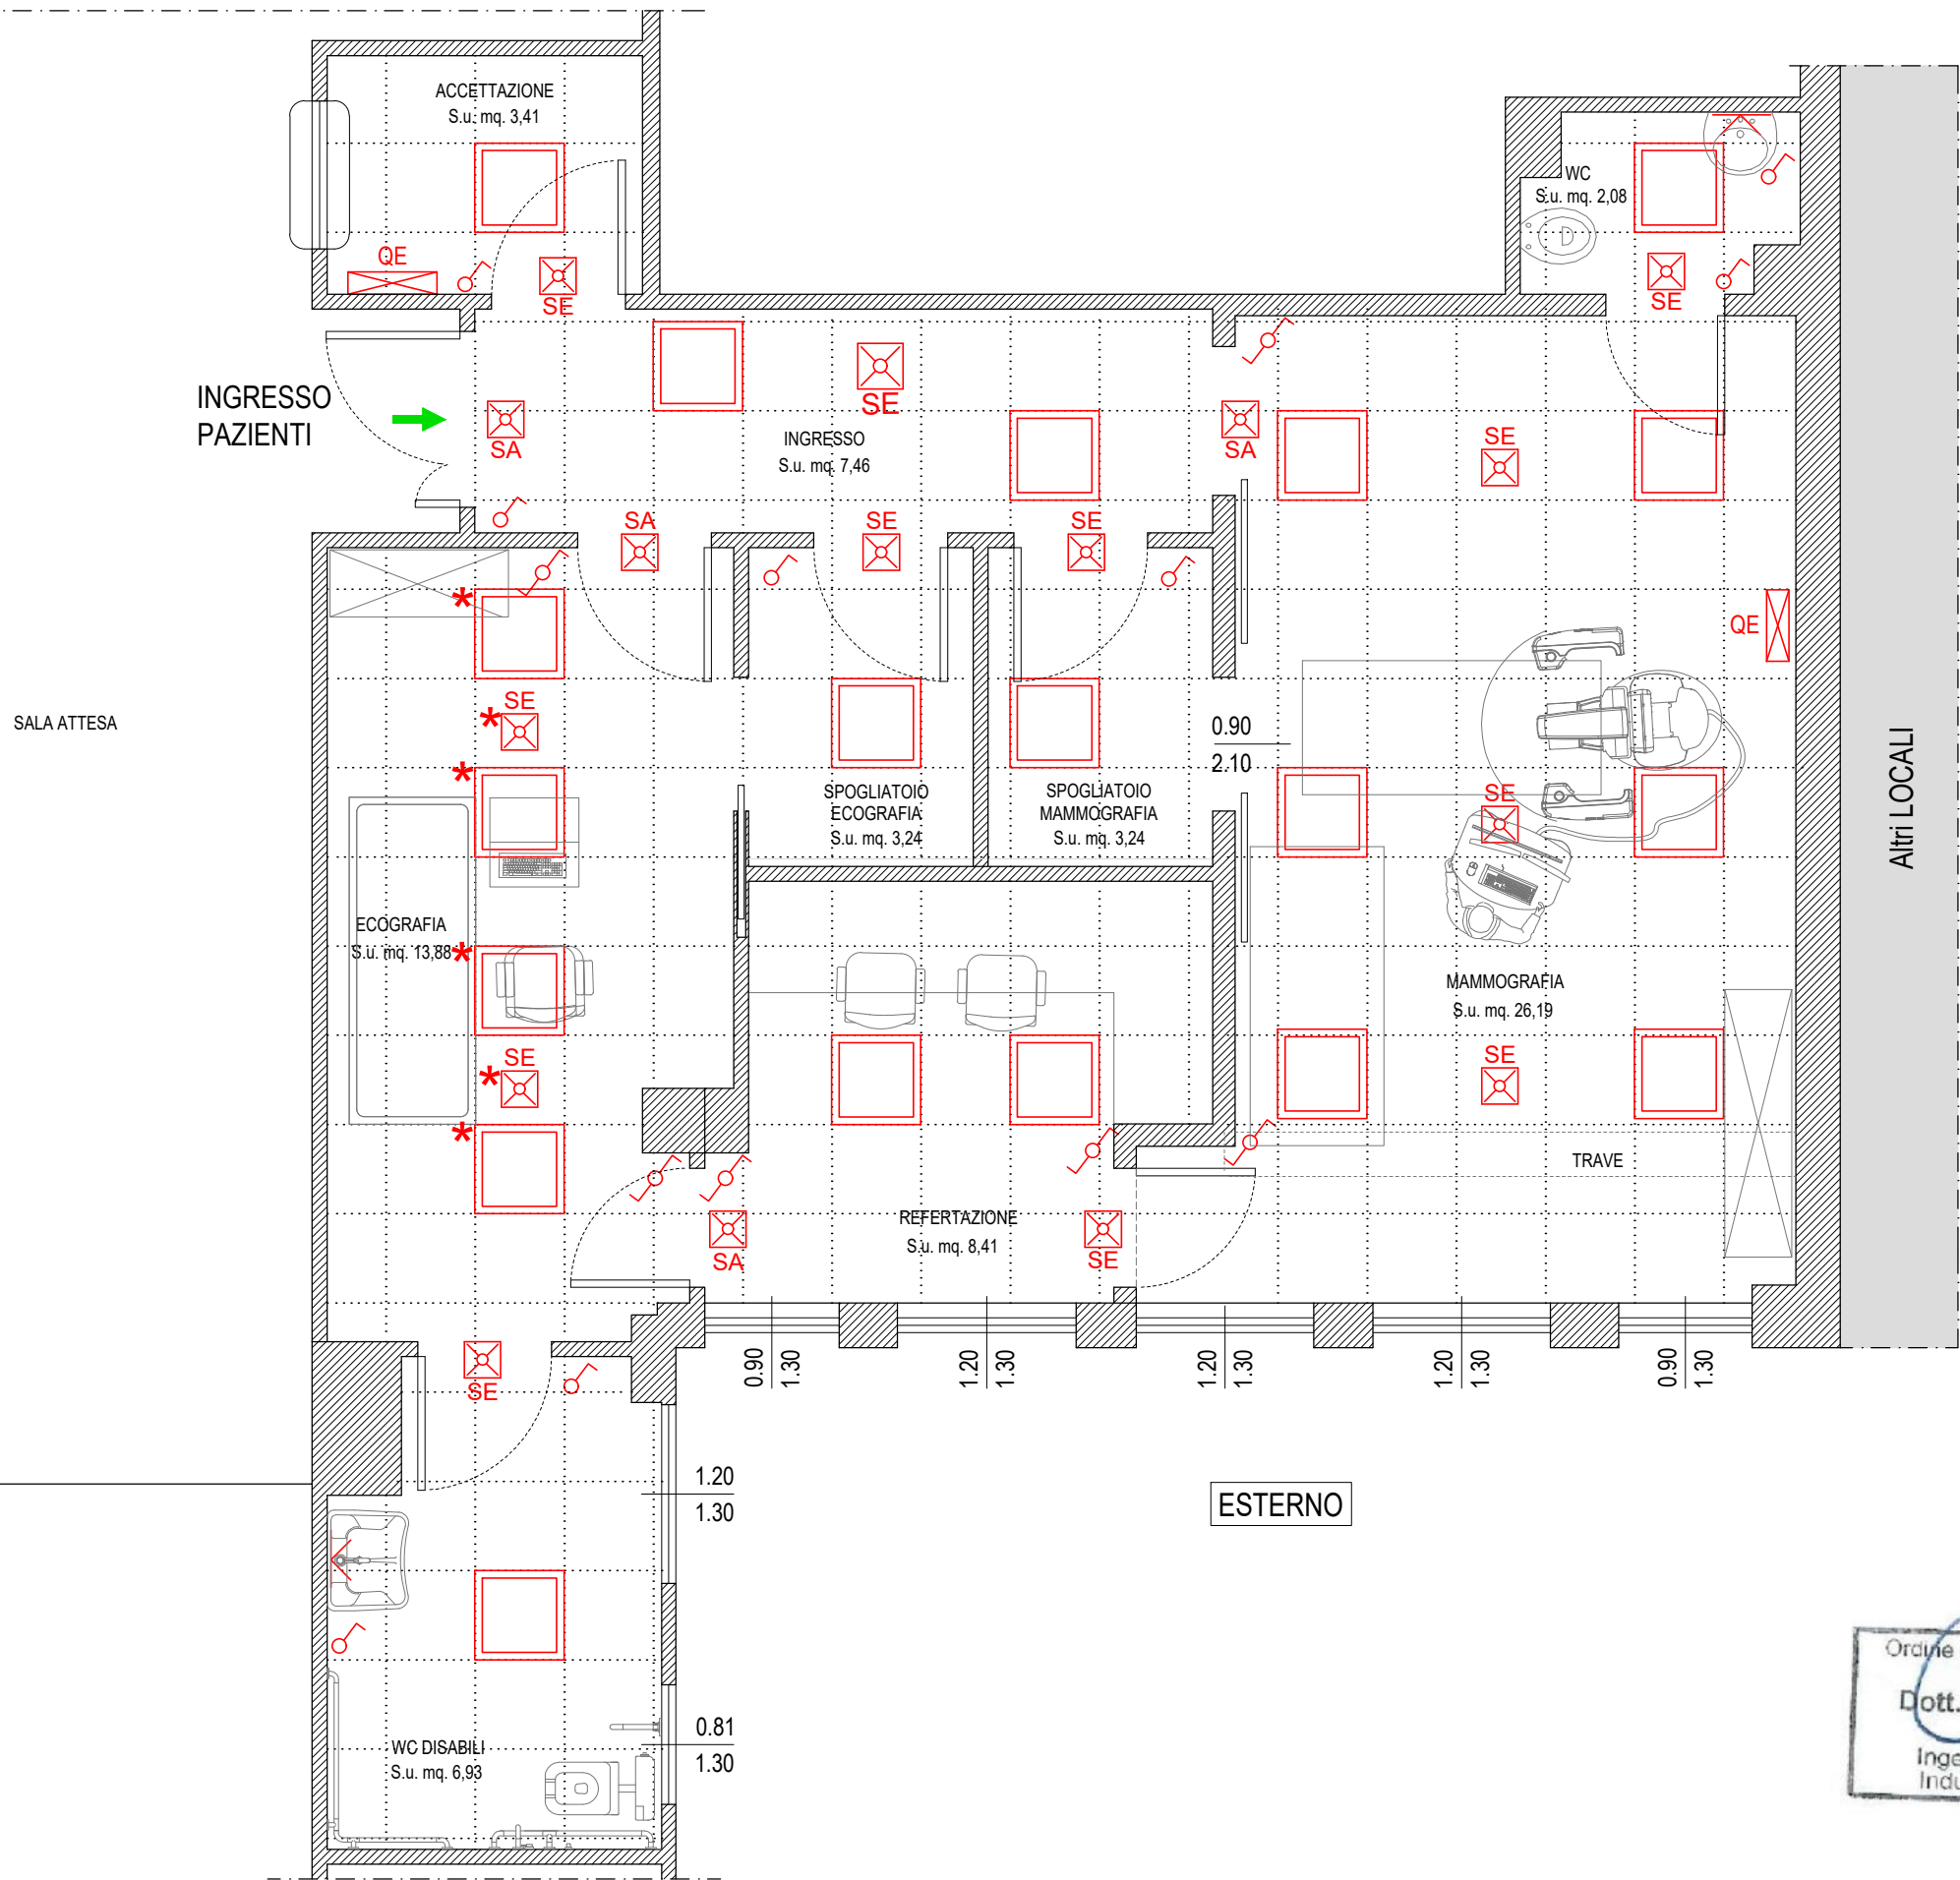 ACCETTAZIONE
S.u. mq. 3,41
QE
SE
WC
S.u. mq. 2,08
SE
INGRESSO
PAZIENTI
SA
SE
INGRESSO
S.u. mq. 7,46
SA
SE
SA
SE
SE
*
SE
*
*
QE
SALA ATTESA
0.90
2.10
SPOGLIATOIO
ECOGRAFIA
S.u. mq. 3,24
SPOGLIATOIO
MAMMOGRAFIA
S.u. mq. 3,24
SE
Altri LOCALI
ECOGRAFIA
S.u. mq. 13,88
*
MAMMOGRAFIA
S.u. mq. 26,19
SE
*
SE
*
TRAVE
REFERTAZIONE
S.u. mq. 8,41
SA
SE
SE
0.90
1.30
1.20
1.30
1.20
1.30
1.20
1.30
0.90
1.30
1.20
1.30
ESTERNO
0.81
1.30
WC DISABILI
S.u. mq. 6,93
Ordine
Dott.